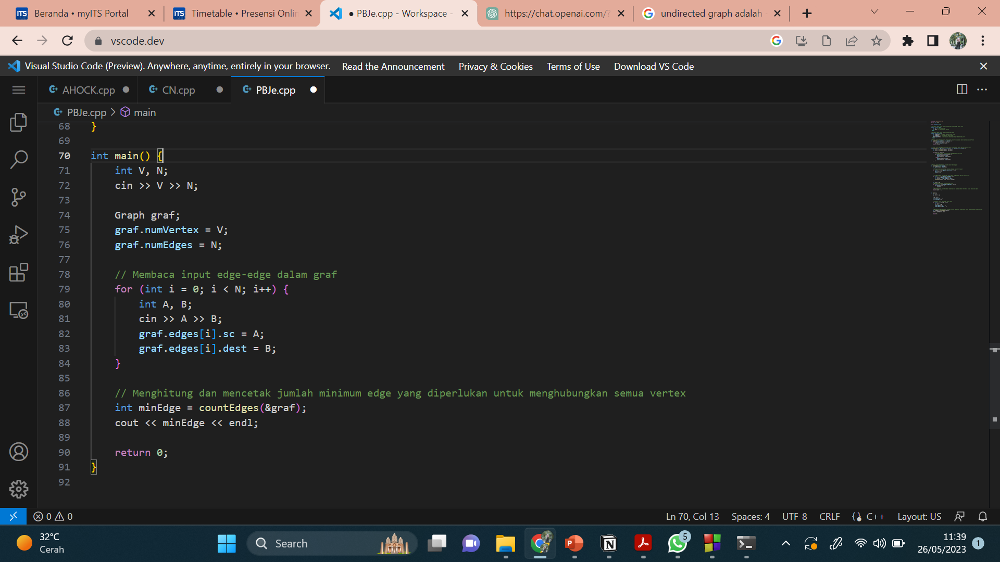 Beranda • myITS Portal
Timetable • Presensi Onlin
● PBJe.cpp - Workspace -
https://chat.openai.com/?
undirected graph adalah
vscode.dev
Visual Studio Code (Preview). Anywhere, anytime, entirely in your browser. Read the Announcement Privacy & Cookies Terms of Use Download VS Code
AHOCK.cpp CN.cpp PBJe.cpp
PBJe.cpp > main
68 }
69
70 int main() {
71 int V, N;
72 cin >> V >> N;
73
74 Graph graf;
75 graf.numVertex = V;
76 graf.numEdges = N;
77
78 // Membaca input edge-edge dalam graf
79 for (int i = 0; i < N; i++) {
80 int A, B;
81 cin >> A >> B;
82 graf.edges[i].sc = A;
83 graf.edges[i].dest = B;
84 }
85
86 // Menghitung dan mencetak jumlah minimum edge yang diperlukan untuk menghubungkan semua vertex
87 int minEdge = countEdges(&graf);
88 cout << minEdge << endl;
89
90 return 0;
91 }
92
0 0 Ln 70, Col 13 Spaces: 4 UTF-8 CRLF C++ Layout: US
32°C
Cerah
Search
5
11:39
26/05/2023
1